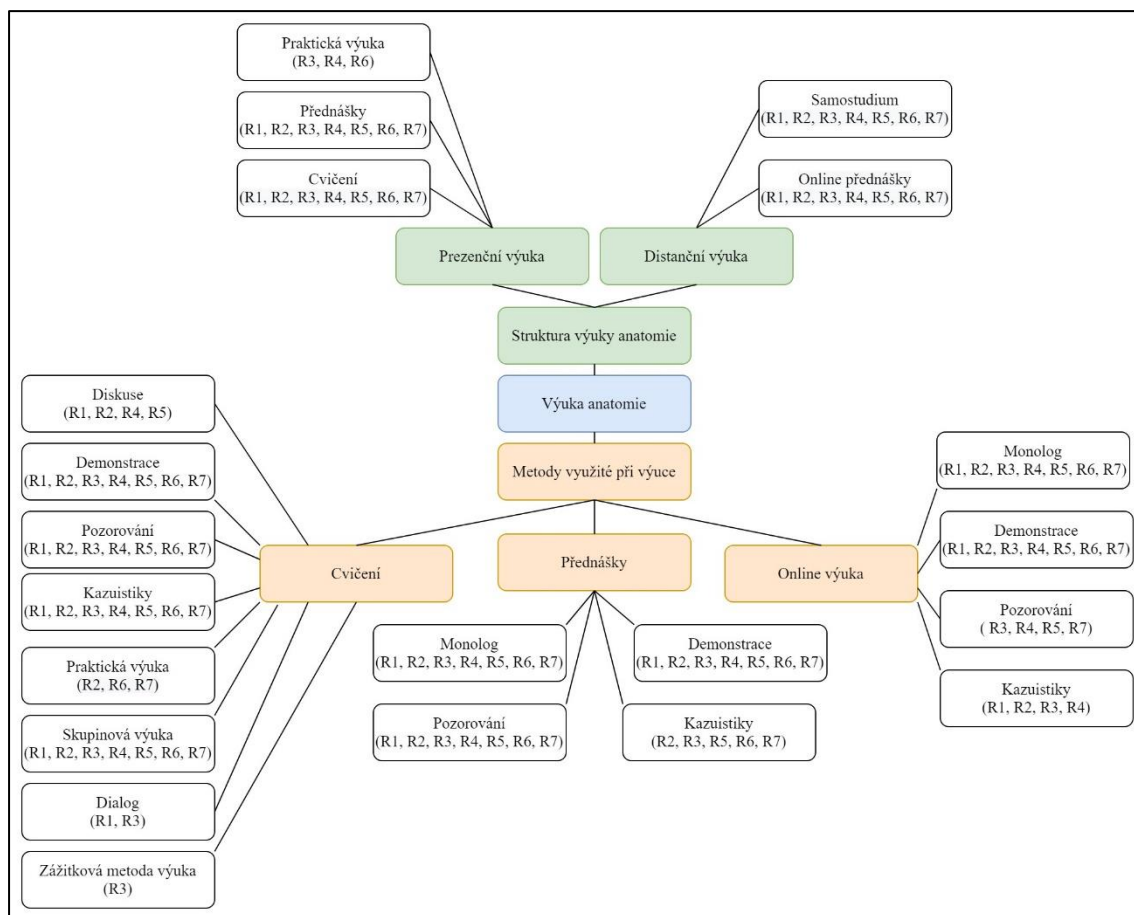 Praktická výuka
(R3, R4, R6)
Přednášky
(R1, R2, R3, R4, R5, R6, R7)
Cvičení
(R1, R2, R3, R4, R5, R6, R7)
Samostudium
(R1, R2, R3, R4, R5, R6, R7)
Online přednášky
(R1, R2, R3, R4, R5, R6, R7)
Prezenční výuka
Distanční výuka
Struktura výuky anatomie
Výuka anatomie
Metody využité při výuce
Diskuse
(R1, R2, R4, R5)
Demonstrace
(R1, R2, R3, R4, R5, R6, R7)
Pozorování
(R1, R2, R3, R4, R5, R6, R7)
Kazuistiky
(R1, R2, R3, R4, R5, R6, R7)
Praktická výuka
(R2, R6, R7)
Skupinová výuka
(R1, R2, R3, R4, R5, R6, R7)
Dialog
(R1, R3)
Zážitková metoda výuka
(R3)
Cvičení
Přednášky
Online výuka
Monolog
(R1, R2, R3, R4, R5, R6, R7)
Demonstrace
(R1, R2, R3, R4, R5, R6, R7)
Pozorování
(R1, R2, R3, R4, R5, R6, R7)
Kazuistiky
(R2, R3, R5, R6, R7)
Monolog
(R1, R2, R3, R4, R5, R6, R7)
Demonstrace
(R1, R2, R3, R4, R5, R6, R7)
Pozorování
( R3, R4, R5, R7)
Kazuistiky
(R1, R2, R3, R4)